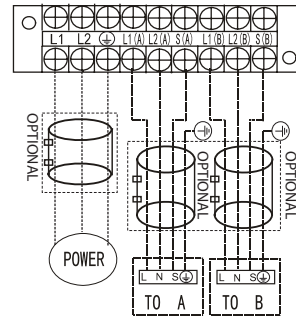 L1 L2 L1(A) L2(A) S(A) L1(B) L2(B) S(B)
OPTIONAL
OPTIONAL
OPTIONAL
POWER
L N S
TO A
L N S
TO B